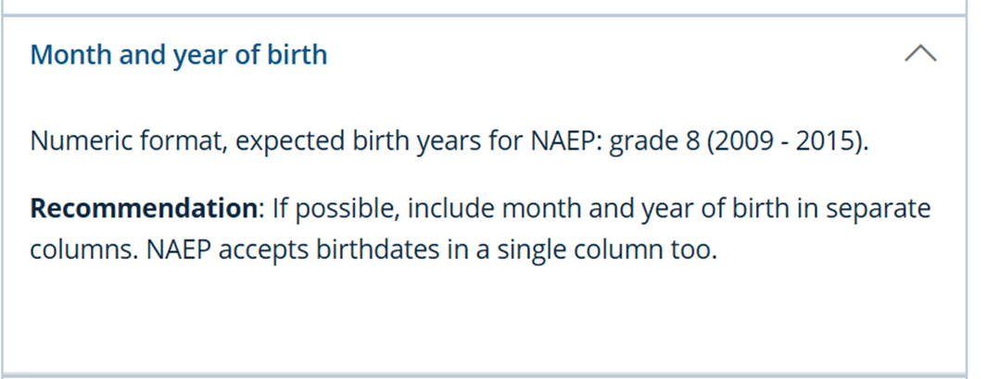 Month and year of birth
Numeric format, expected birth years for NAEP: grade 8 (2009 - 2015).
Recommendation: If possible, include month and year of birth in separate
columns. NAEP accepts birthdates in a single column too.